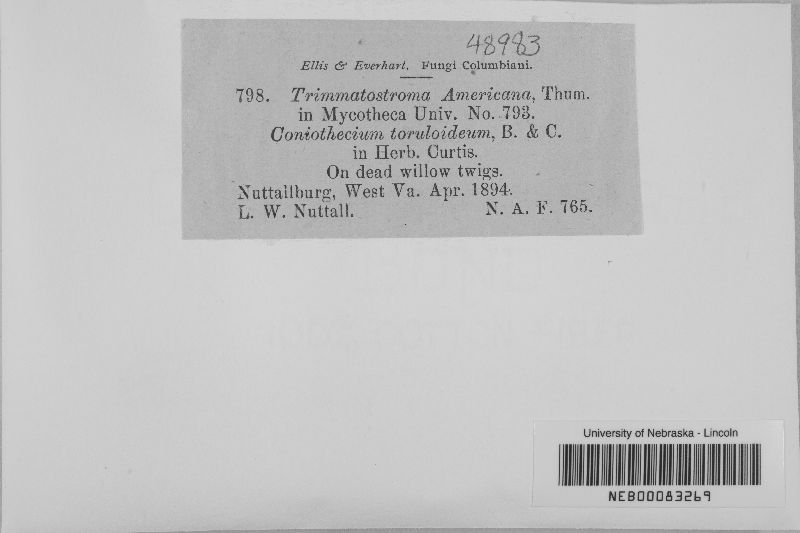 48983
Ellis & Everhart, Fungi Columbiani.
798. Trimmatostroma Americana, Thum.
in Mycotheca Univ. No. 793.
Coniothecium toruloideum, B. & C.
in Herb. Curtis.
On dead willow twigs.
Nuttallburg, West Va. Apr. 1894.
L. W. Nuttall. N. A. F. 765.
University of Nebraska - Lincoln
NEB00083269